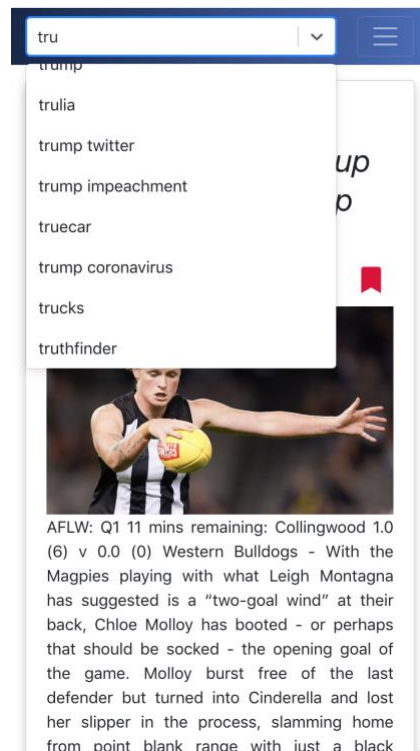 tru
trump
trulia
trump twitter
trump impeachment
truecar
trump coronavirus
trucks
truthfinder
up
p
AFLW: Q1 11 mins remaining: Collingwood 1.0
(6) v 0.0 (0) Western Bulldogs - With the
Magpies playing with what Leigh Montagna
has suggested is a “two-goal wind” at their
back, Chloe Molloy has booted - or perhaps
that should be socked - the opening goal of
the game. Molloy burst free of the last
defender but turned into Cinderella and lost
her slipper in the process, slamming home
from point blank range with just a black